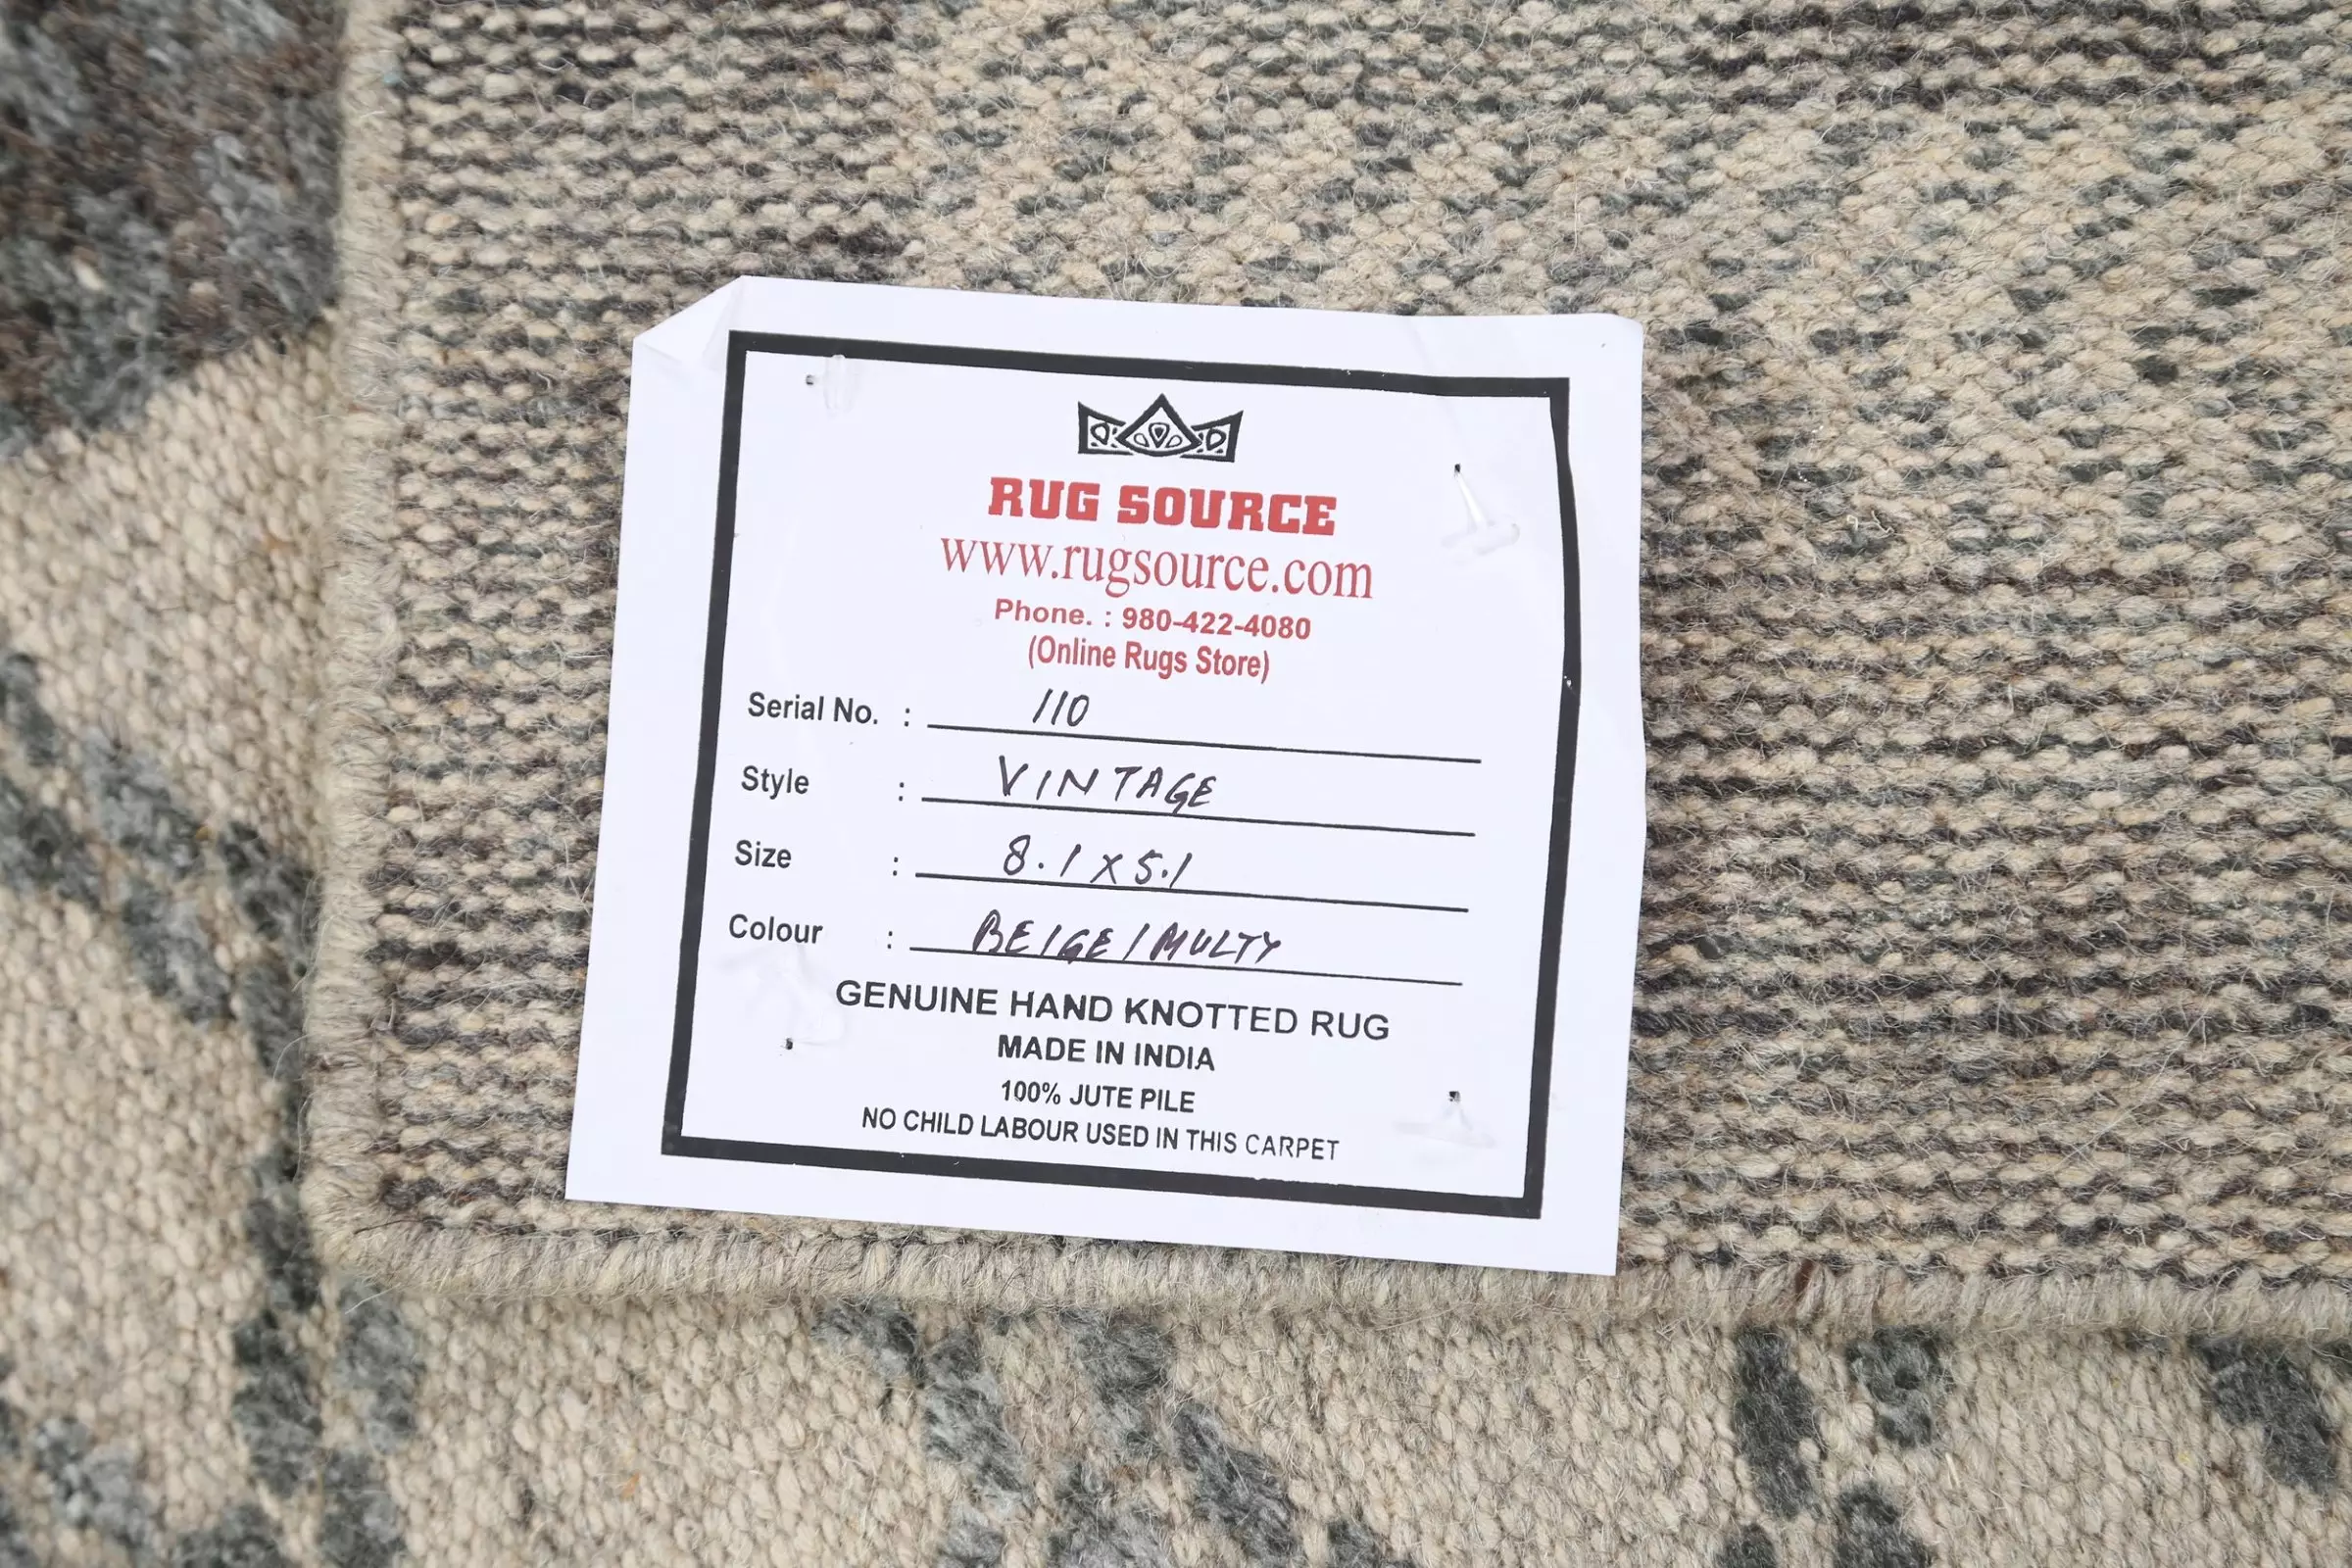 RUG SOURCE
www.rugsource.com
Phone. : 980-422-4080
(Online Rugs Store)
Serial No. : 110
Style : VINTAGE
Size : 8.1 x 5.1
Colour : BEIGE/MULTY
GENUINE HAND KNOTTED RUG
MADE IN INDIA
100% JUTE PILE
NO CHILD LABOUR USED IN THIS CARPET